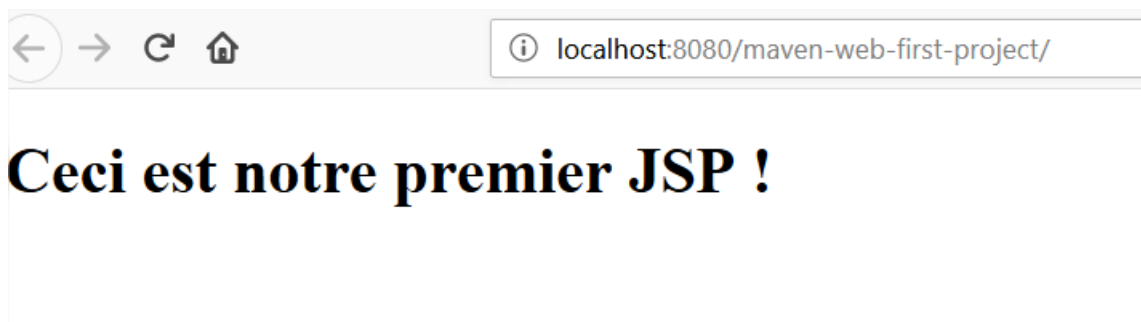 localhost:8080/maven-web-first-project/
Ceci est notre premier JSP !